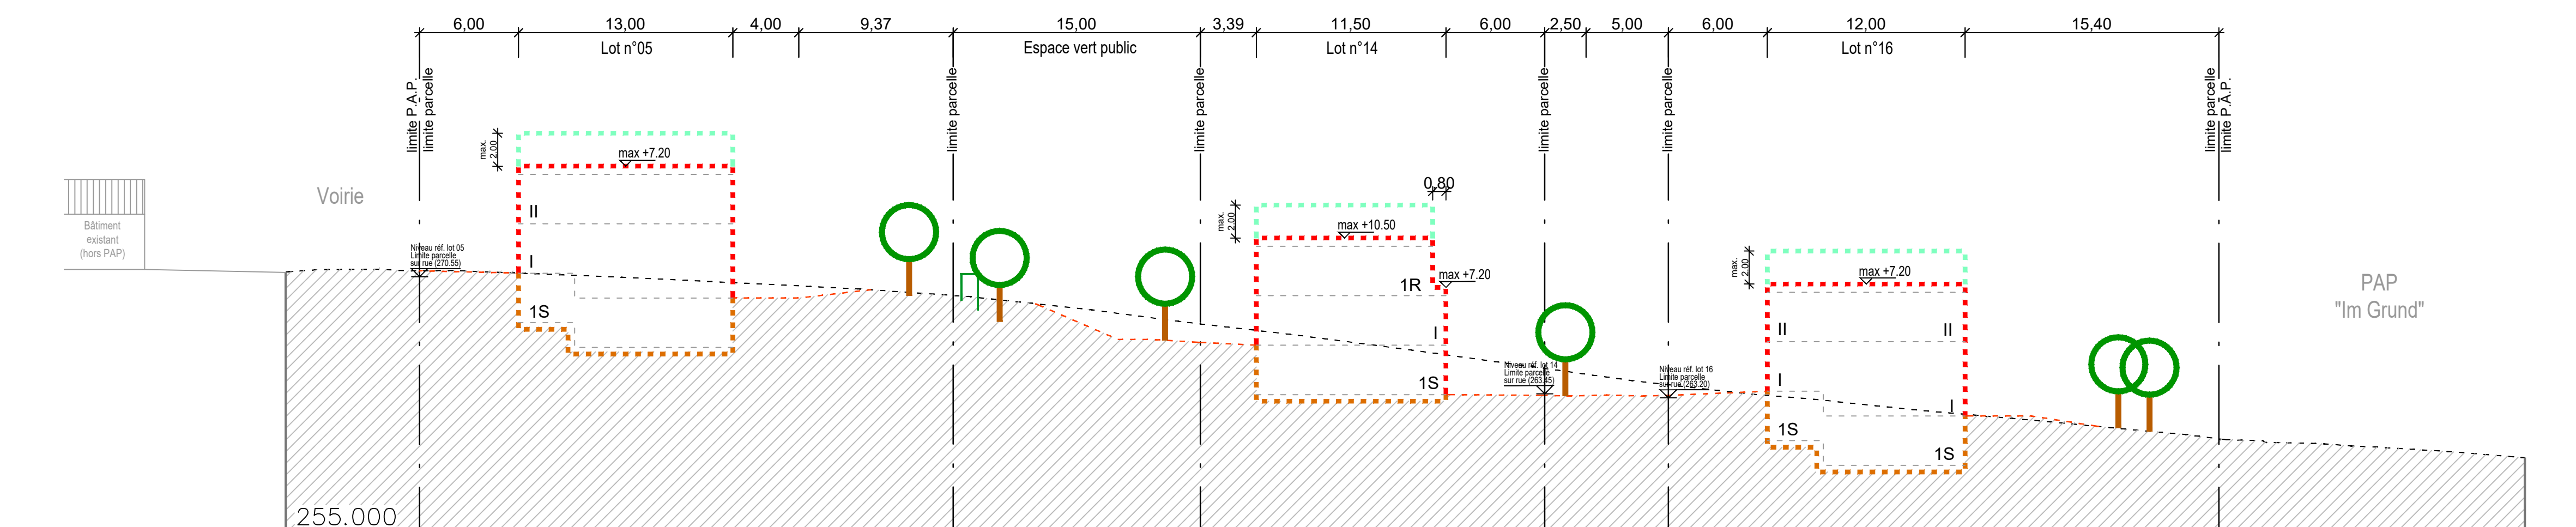 6,00 13,00 4,00 9,37 15,00 3,39 11,50 6,00 2,50 5,00 6,00 12,00 15,40
Lot n°05 Espace vert public Lot n°14 Lot n°16
limite P.A.P.
limite parcelle
limite parcelle
limite parcelle
limite parcelle
limite parcelle
limite parcelle
limite P.A.P.
Voirie
Bâtiment
existant
(hors PAP)
max.
2.00
max +7.20
II
I
1S
Niveau réf. lot 05
Limite parcelle
sur rue (270.55)
max.
2.00
max +10.50
0,80
max +7.20
1R
I
1S
Niveau réf. lot 14
Limite parcelle
sur rue (263.45)
Niveau réf. lot 16
Limite parcelle
sur rue (263.20)
max.
2.00
max +7.20
II II
I
I
1S
1S
PAP
"Im Grund"
255.000